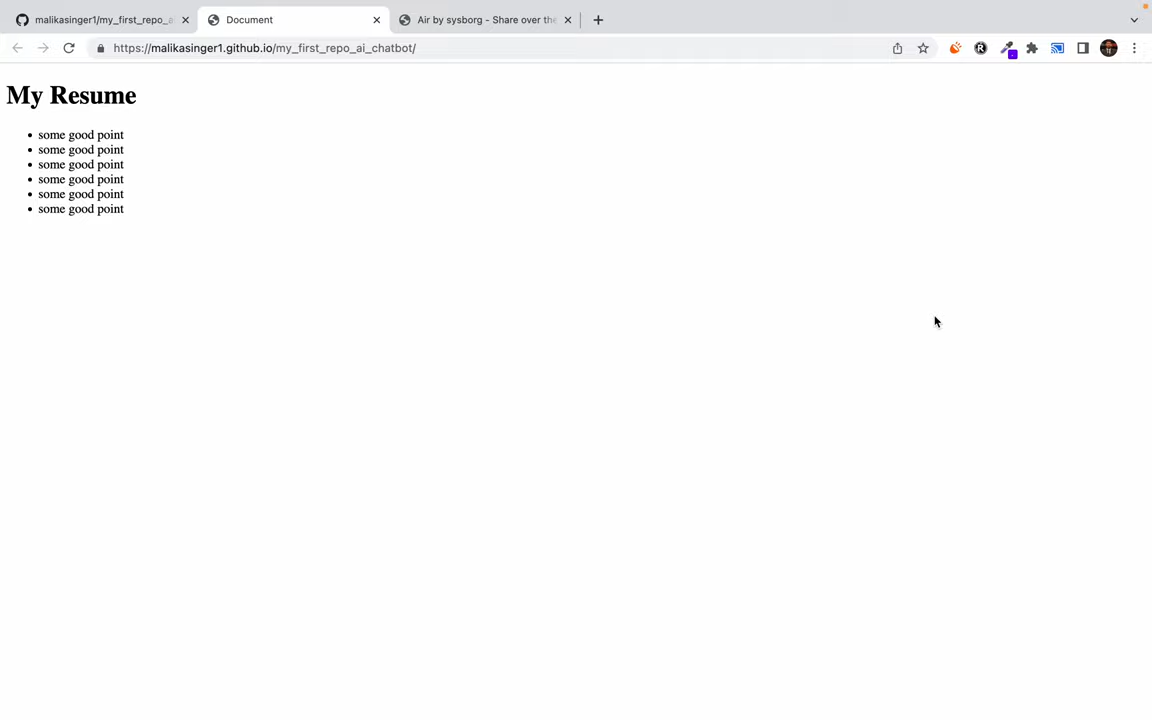 malikasinger1/my_first_repo_a
Document
Air by sysborg - Share over the
https://malikasinger1.github.io/my_first_repo_ai_chatbot/
My Resume
• some good point
• some good point
• some good point
• some good point
• some good point
• some good point